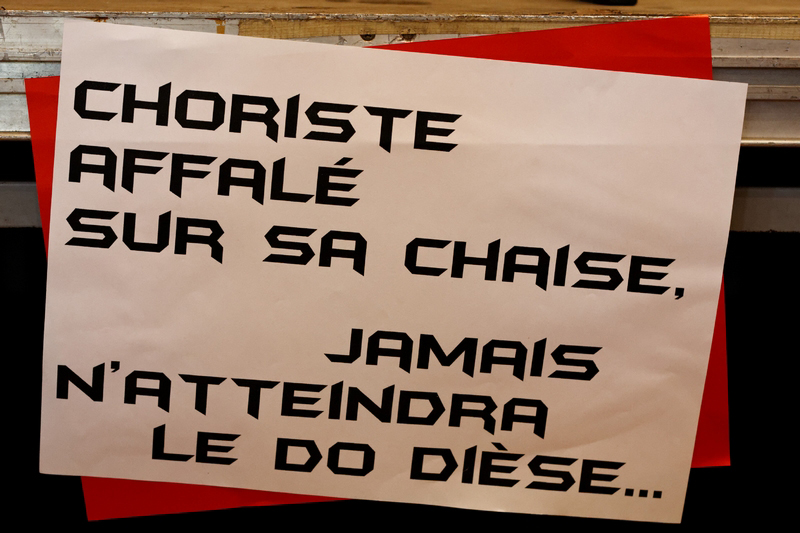 CHORISTE
AFFALÉ
SUR SA CHAISE,
JAMAIS
N'ATTEINDRA
LE DO DIÈSE...